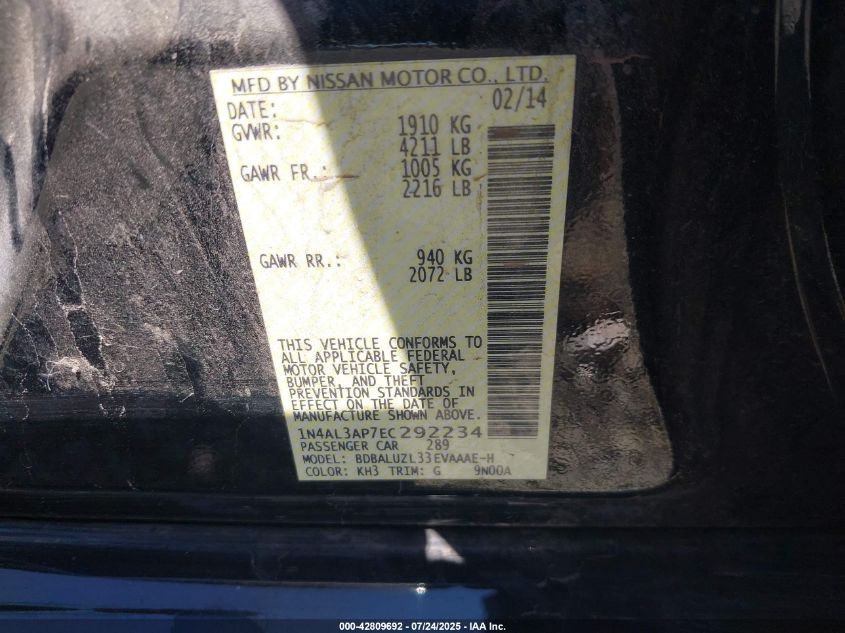 MFD BY NISSAN MOTOR CO., LTD.
DATE: 02/14
GVWR: 1910 KG
4211 LB
GAWR FR.: 1005 KG
2216 LB
GAWR RR.: 940 KG
2072 LB
THIS VEHICLE CONFORMS TO
ALL APPLICABLE FEDERAL
MOTOR VEHICLE SAFETY,
BUMPER, AND THEFT
PREVENTION STANDARDS IN
EFFECT ON THE DATE OF
MANUFACTURE SHOWN ABOVE.
1N4AL3AP7EC292234
PASSENGER CAR 289
MODEL: BDBALUZL33EVAAAE-H
COLOR: KH3 TRIM: G 9N00A
000-42809692 - 07/24/2025 - IAA Inc.